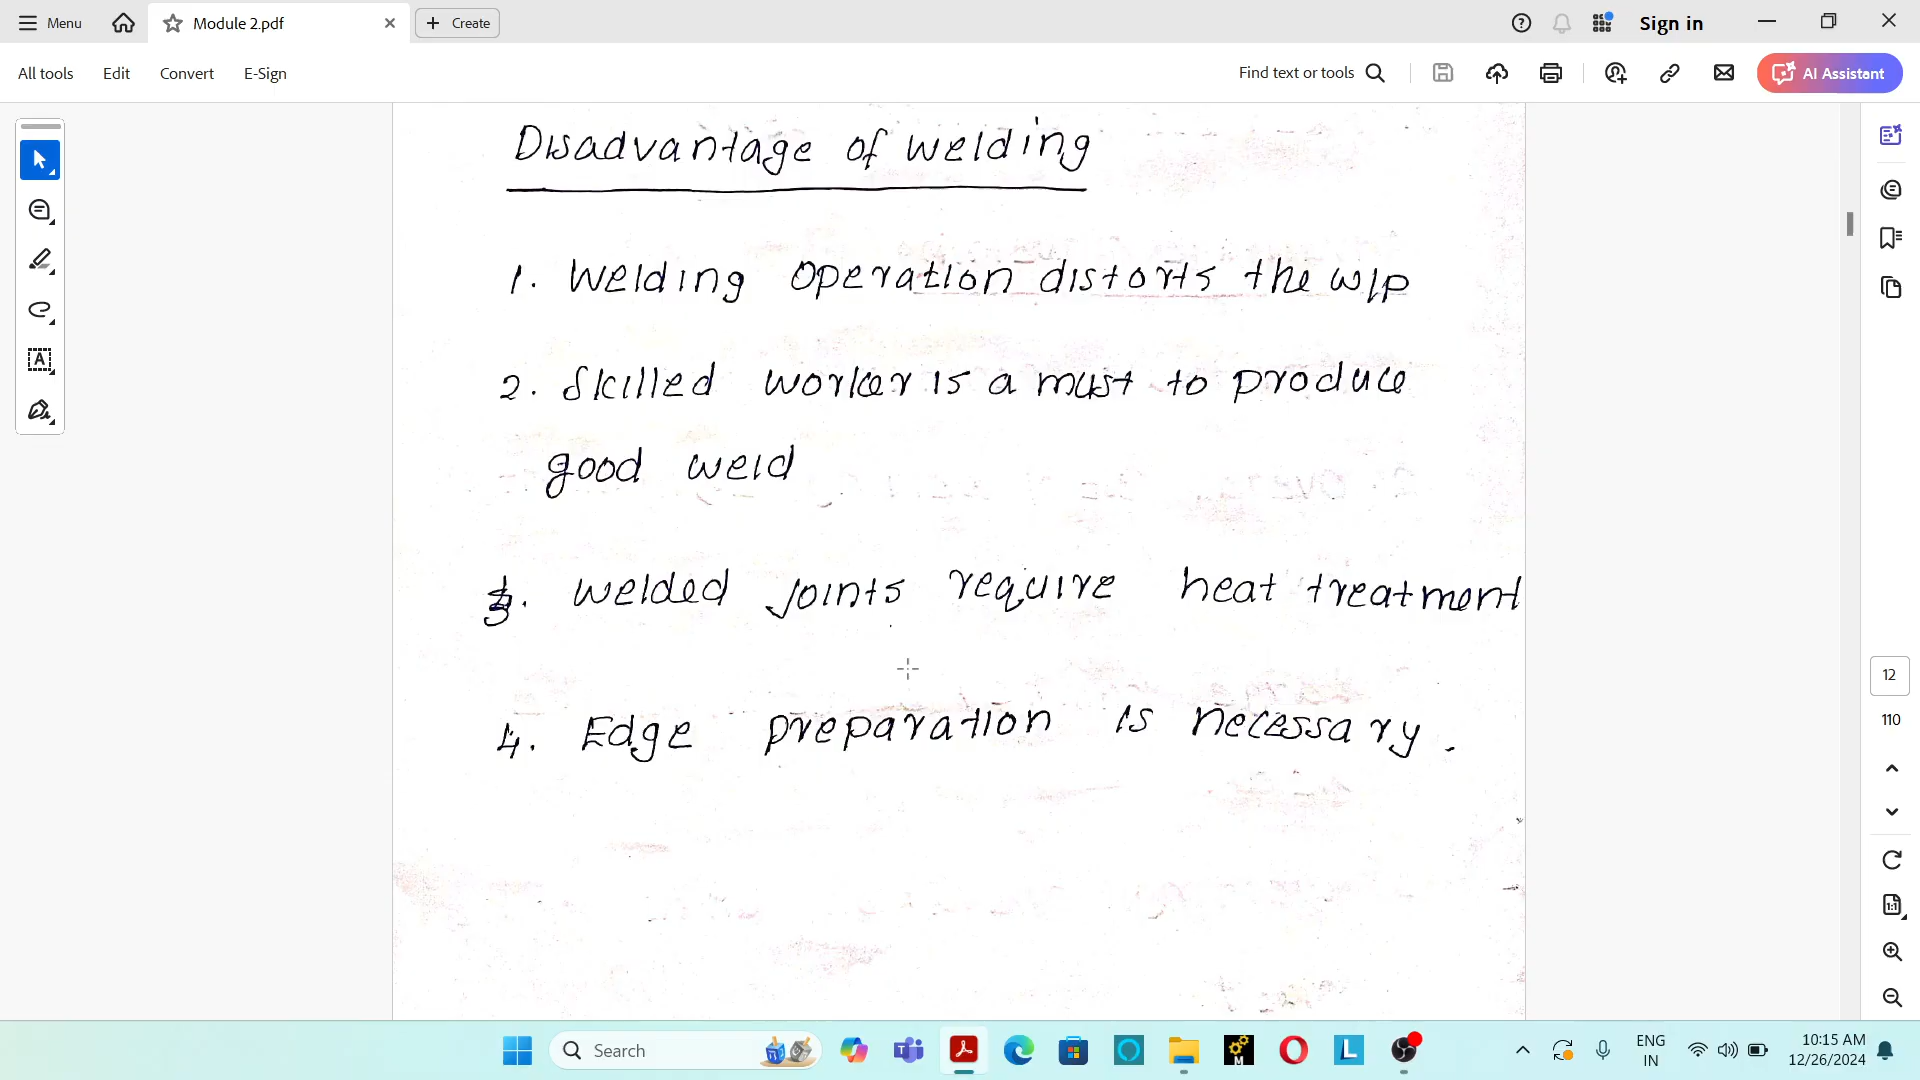 Menu
Module 2.pdf
Create
Sign in
All tools
Edit
Convert
E-Sign
Find text or tools
AI Assistant
Disadvantage of welding
1. Welding Operation distorts the w/p
2. Skilled worker is a must to produce
good weld
3. welded joints require heat treatment
4. Edge preparation is necessary.
12
110
Search
ENG
IN
10:15 AM
12/26/2024